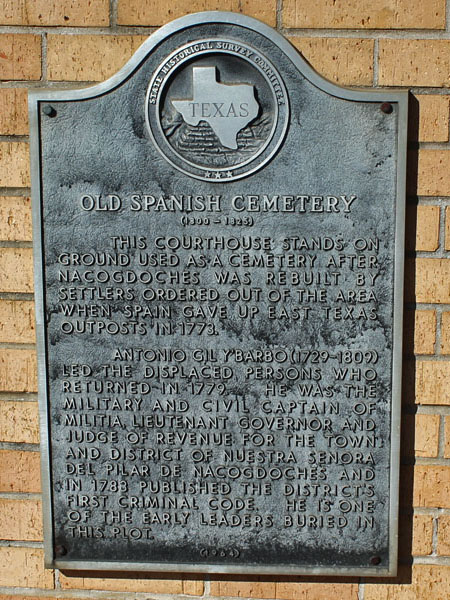 STATE HISTORICAL SURVEY COMMITTEE
TEXAS
OLD SPANISH CEMETERY
(1800 – 1825)
THIS COURTHOUSE STANDS ON
GROUND USED AS A CEMETERY AFTER
NACOGDOCHES WAS REBUILT BY
SETTLERS ORDERED OUT OF THE AREA
WHEN SPAIN GAVE UP EAST TEXAS
OUTPOSTS IN 1773.
ANTONIO GIL Y'BARBO (1729-1809)
LED THE DISPLACED PERSONS WHO
RETURNED IN 1779. HE WAS THE
MILITARY AND CIVIL CAPTAIN OF
MILITIA, LIEUTENANT GOVERNOR AND
JUDGE OF REVENUE FOR THE TOWN
AND DISTRICT OF NUESTRA SENORA
DEL PILAR DE NACOGDOCHES AND
IN 1783 PUBLISHED THE DISTRICT'S
FIRST CRIMINAL CODE. HE IS ONE
OF THE EARLY LEADERS BURIED IN
THIS PLOT.
(1964)